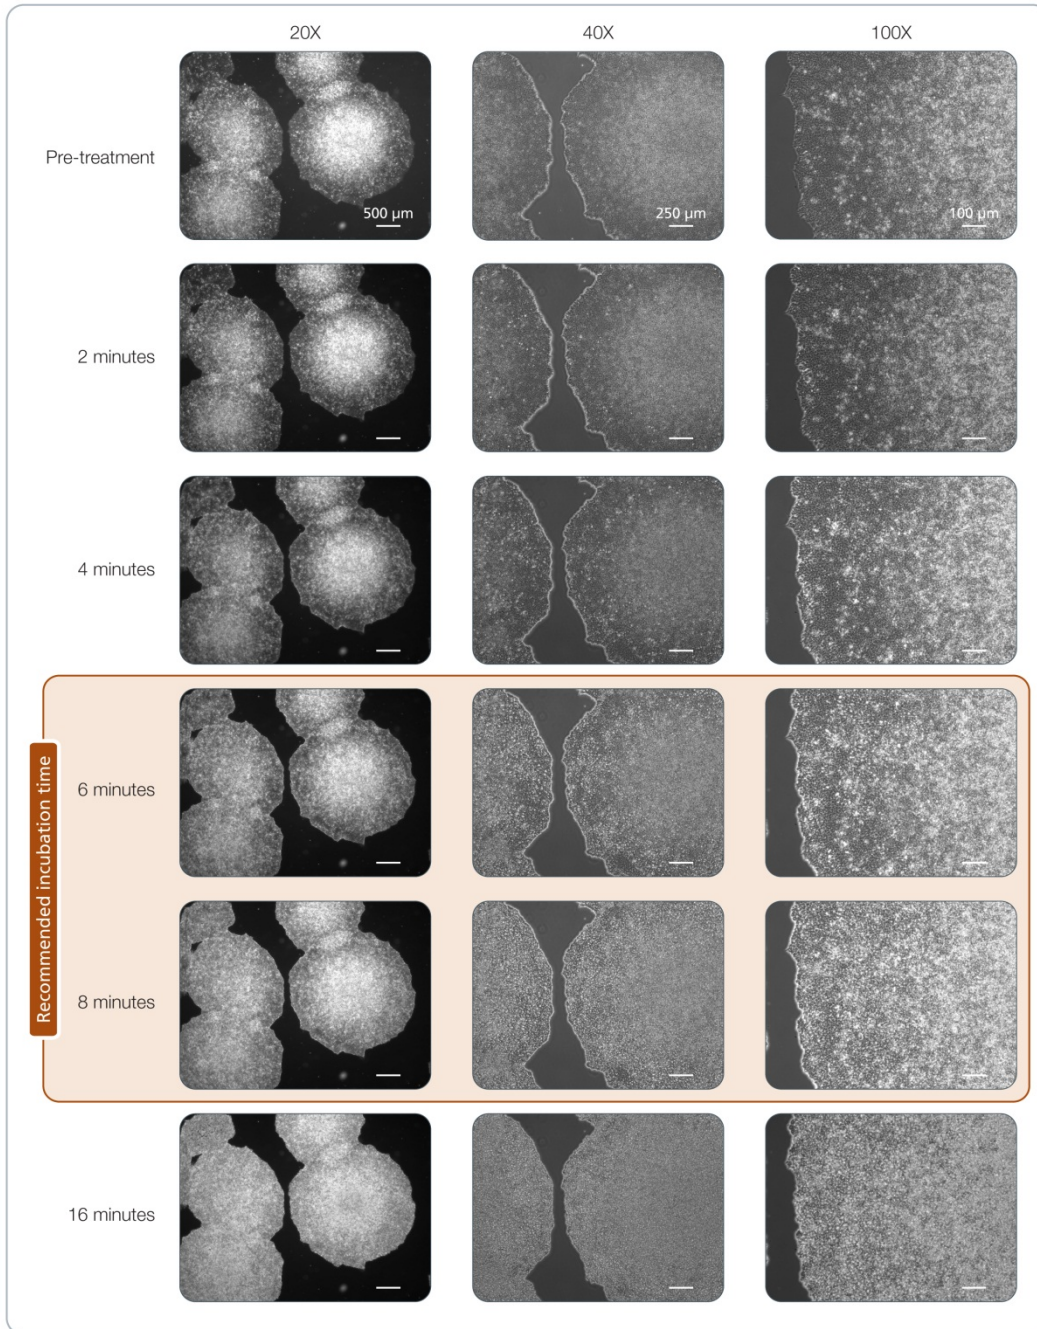 20X
40X
100X
Pre-treatment
500 µm
250 µm
100 µm
2 minutes
4 minutes
Recommended incubation time
6 minutes
8 minutes
16 minutes